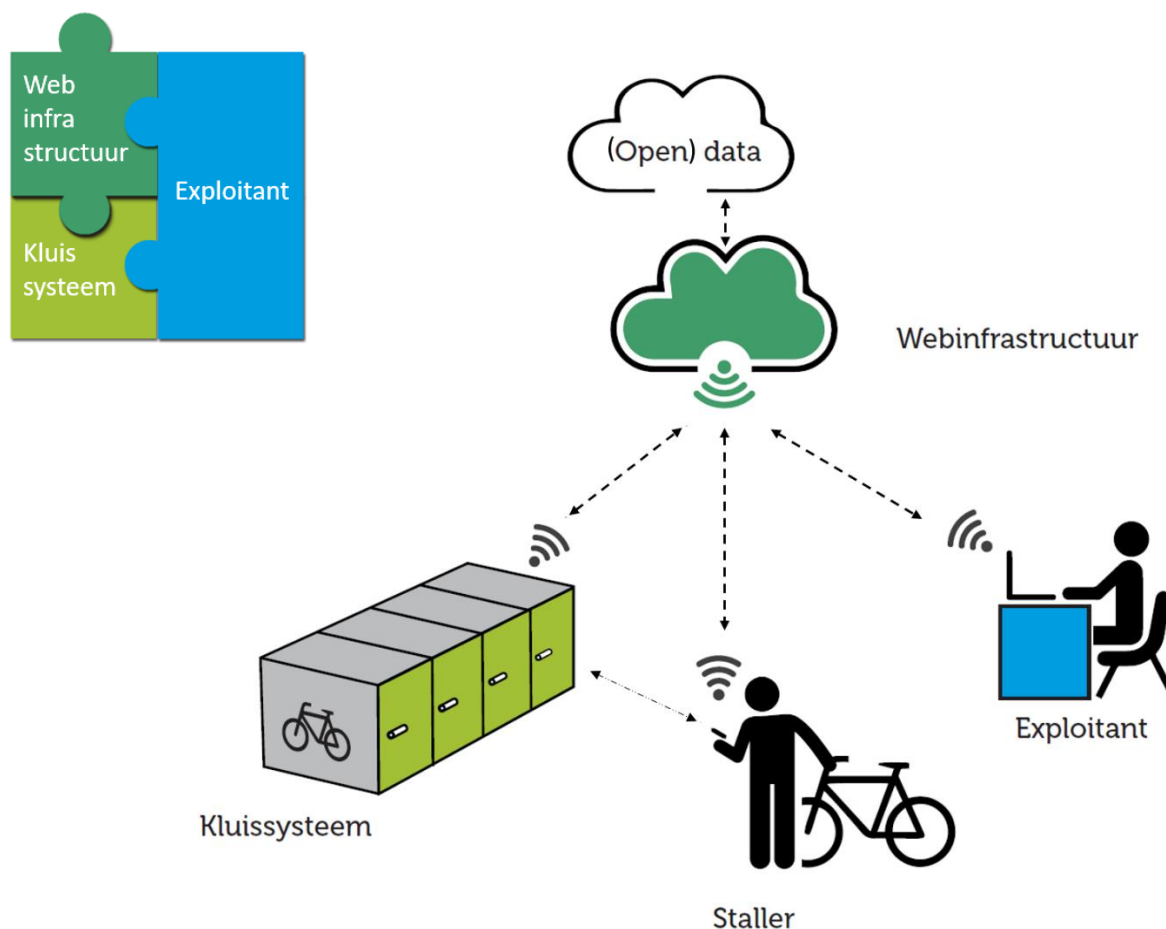 Web
infra
structuur
Exploitant
Kluis
systeem
(Open) data
Webinfrastructuur
Exploitant
Kluissysteem
Staller